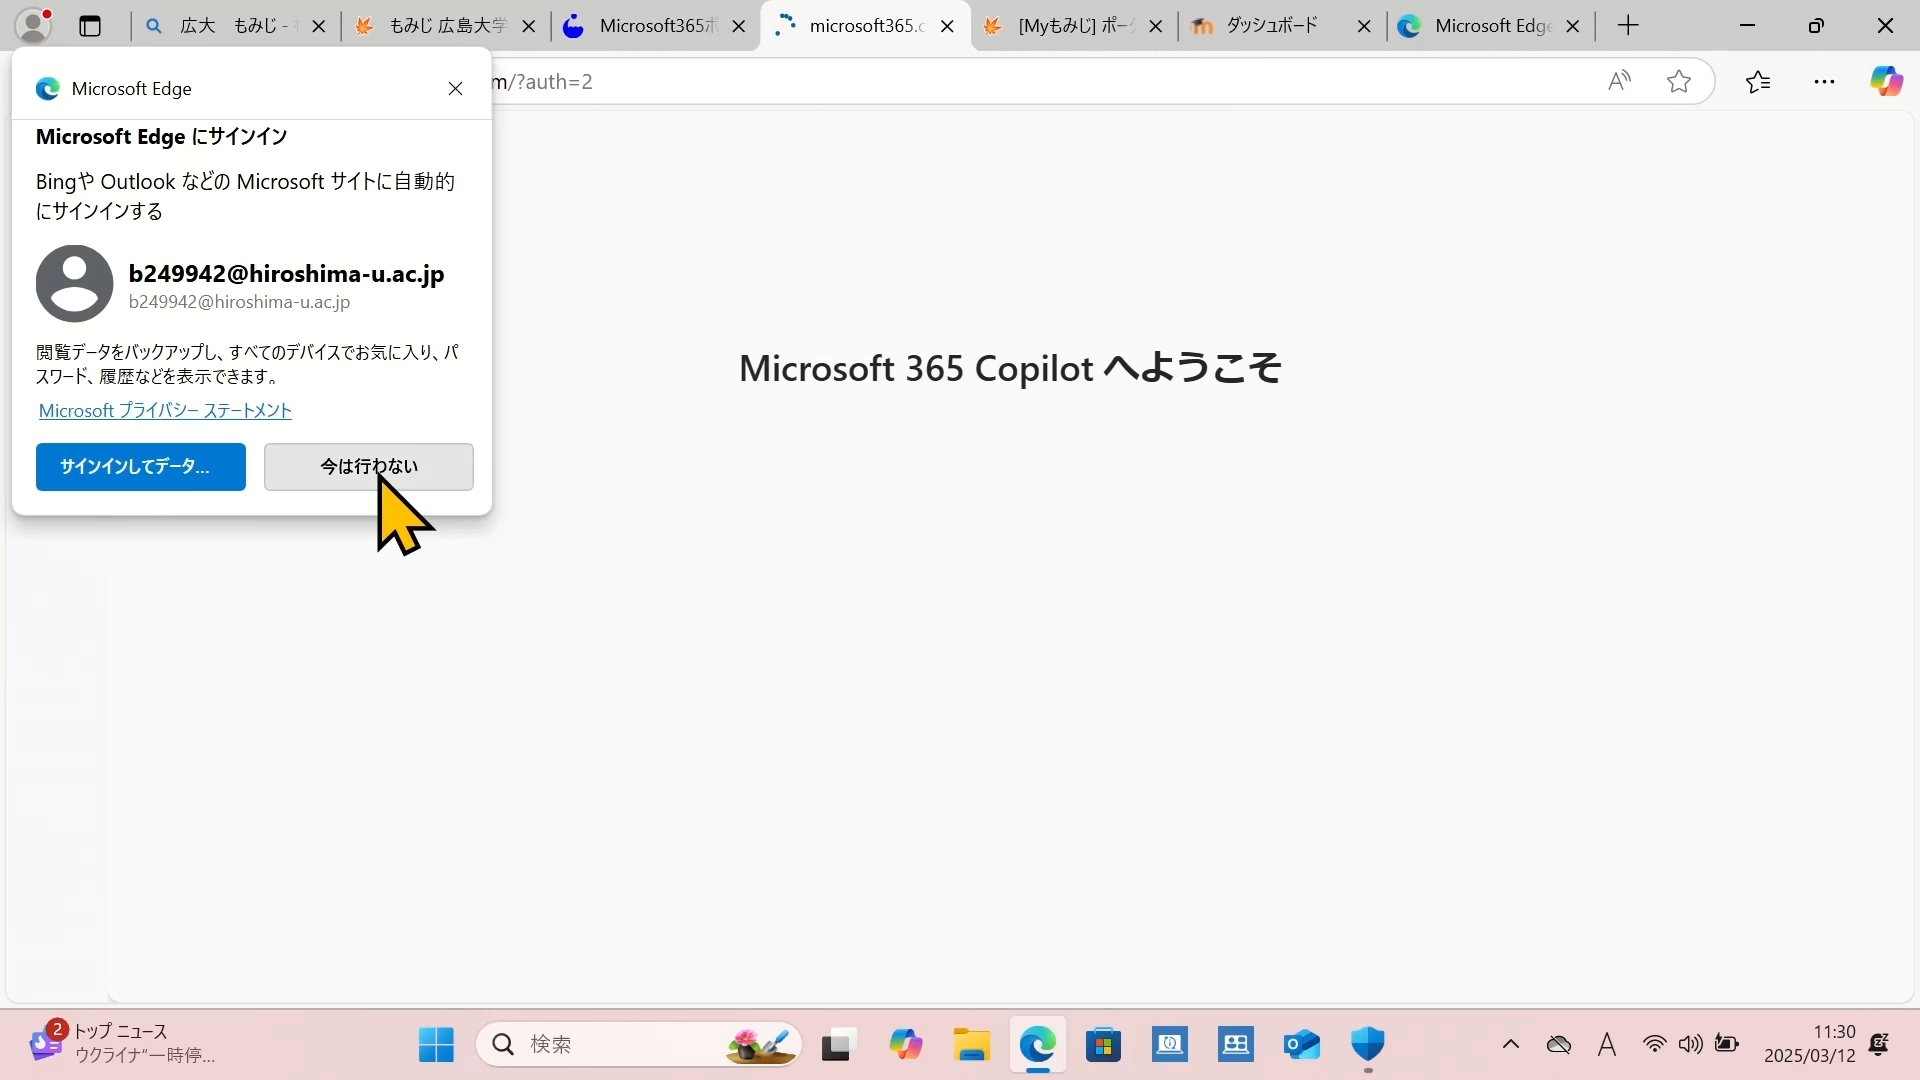 広大 もみじ -
もみじ 広島大学
Microsoft365ポ
microsoft365.c
[Myもみじ] ポー
ダッシュボード
Microsoft Edge
m/?auth=2
Microsoft Edge
Microsoft Edge にサインイン
Bingや Outlook などの Microsoft サイトに自動的
にサインインする
b249942@hiroshima-u.ac.jp
b249942@hiroshima-u.ac.jp
閲覧データをバックアップし、すべてのデバイスでお気に入り、パ
スワード、履歴などを表示できます。
Microsoft プライバシー ステートメント
サインインしてデータ...
今は行わない
Microsoft 365 Copilot へようこそ
2
トップ ニュース
ウクライナ"一時停...
検索
A
11:30
2025/03/12